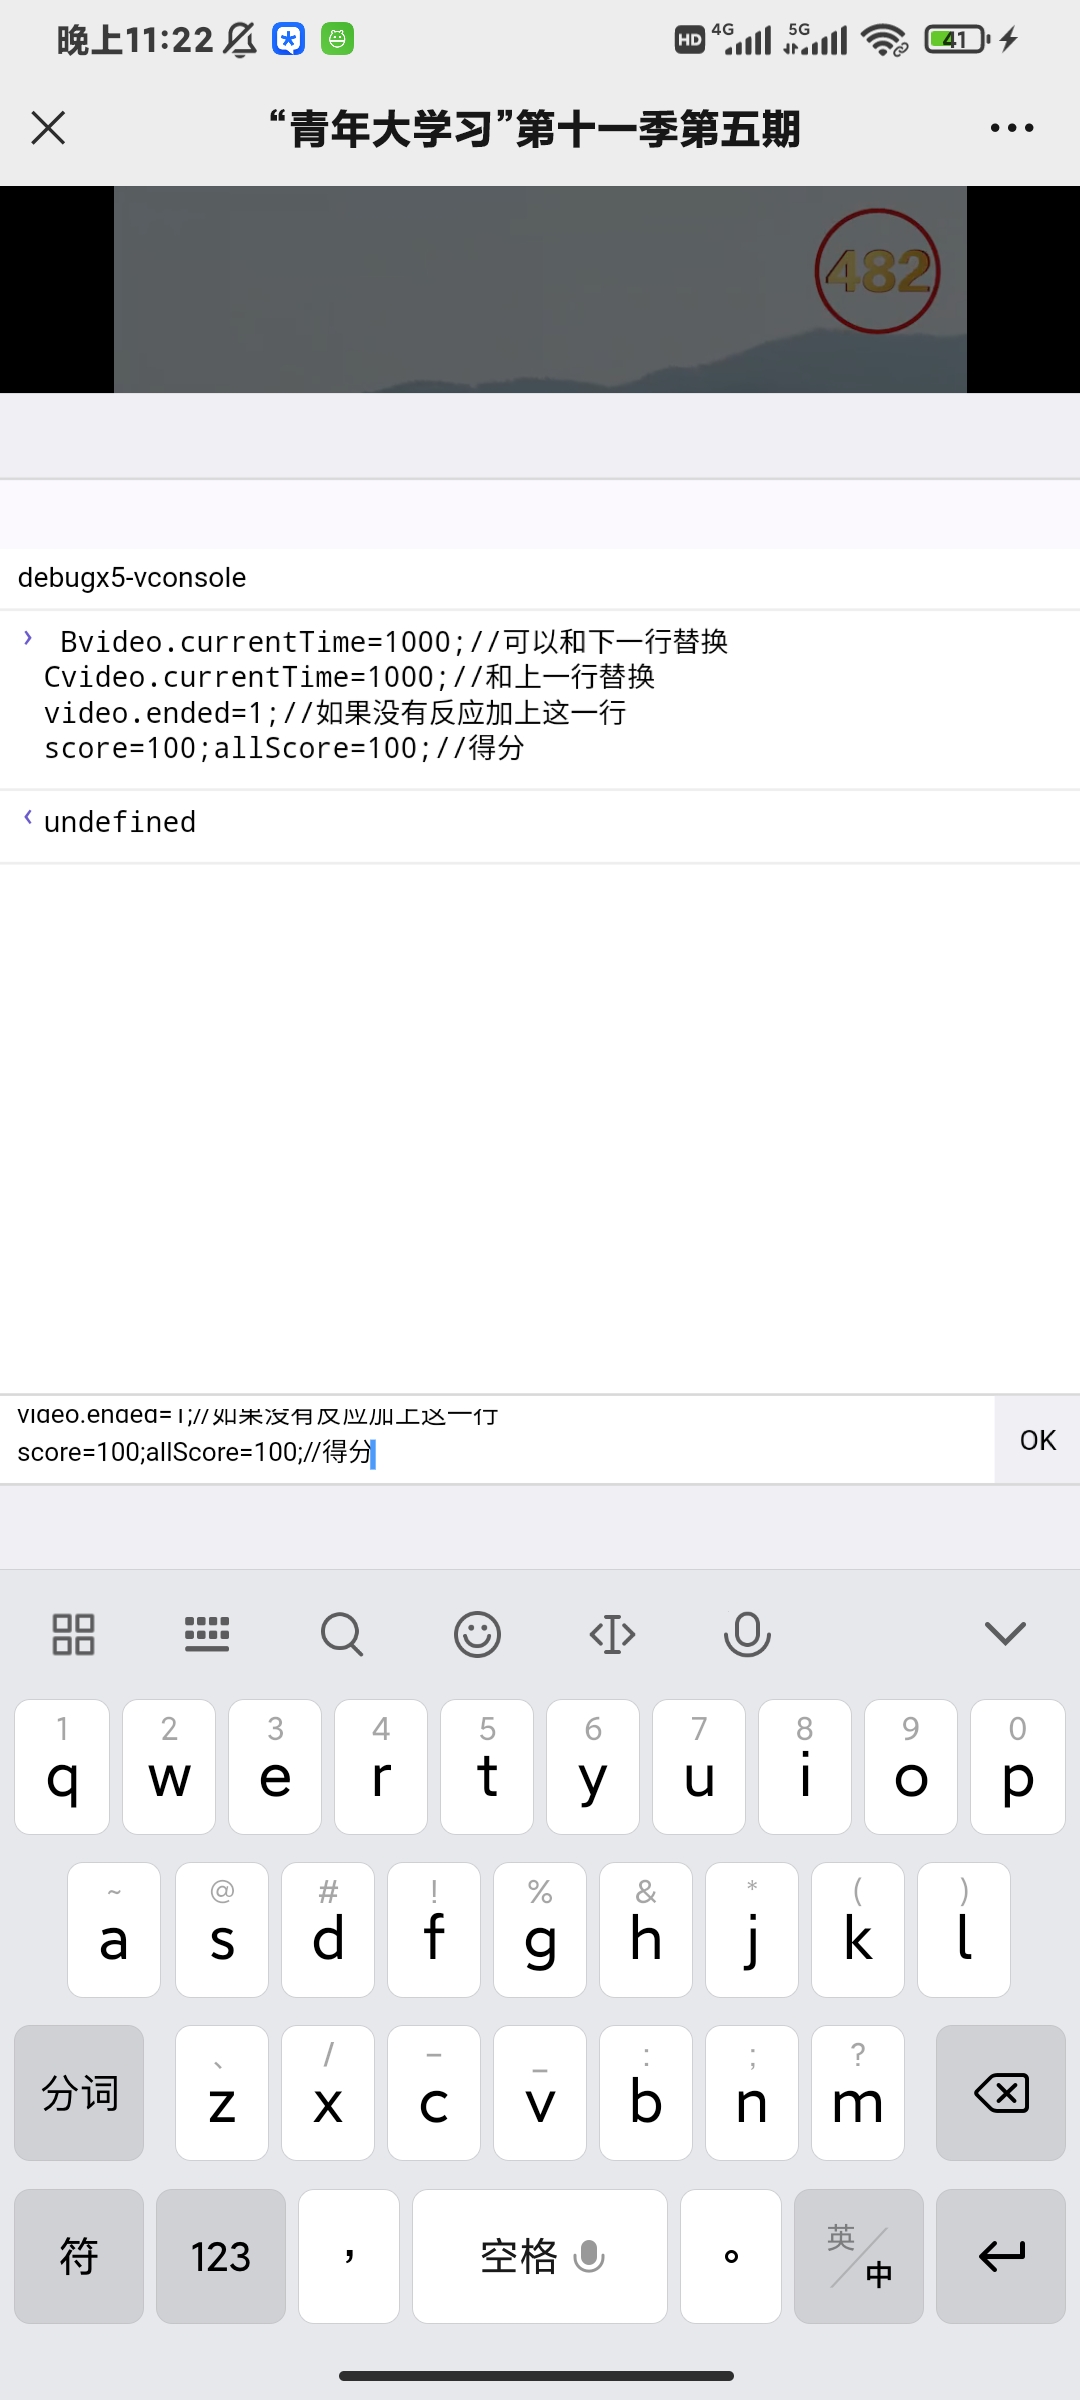 晚上11:22
HD 4G 5G 41
“青年大学习”第十一季第五期
482
debugx5-vconsole
Bvideo.currentTime=1000;//可以和下一行替换
Cvideo.currentTime=1000;//和上一行替换
video.ended=1;//如果没有反应加上这一行
score=100;allScore=100;//得分
undefined
video.ended=1;//如果没有反应加上这一行
score=100;allScore=100;//得分
OK
1 2 3 4 5 6 7 8 9 0
q w e r t y u i o p
~ @ # ! % & * ( )
a s d f g h j k l
、 / - _ : ; ?
分词 z x c v b n m
符 123 , 空格 。 英/中